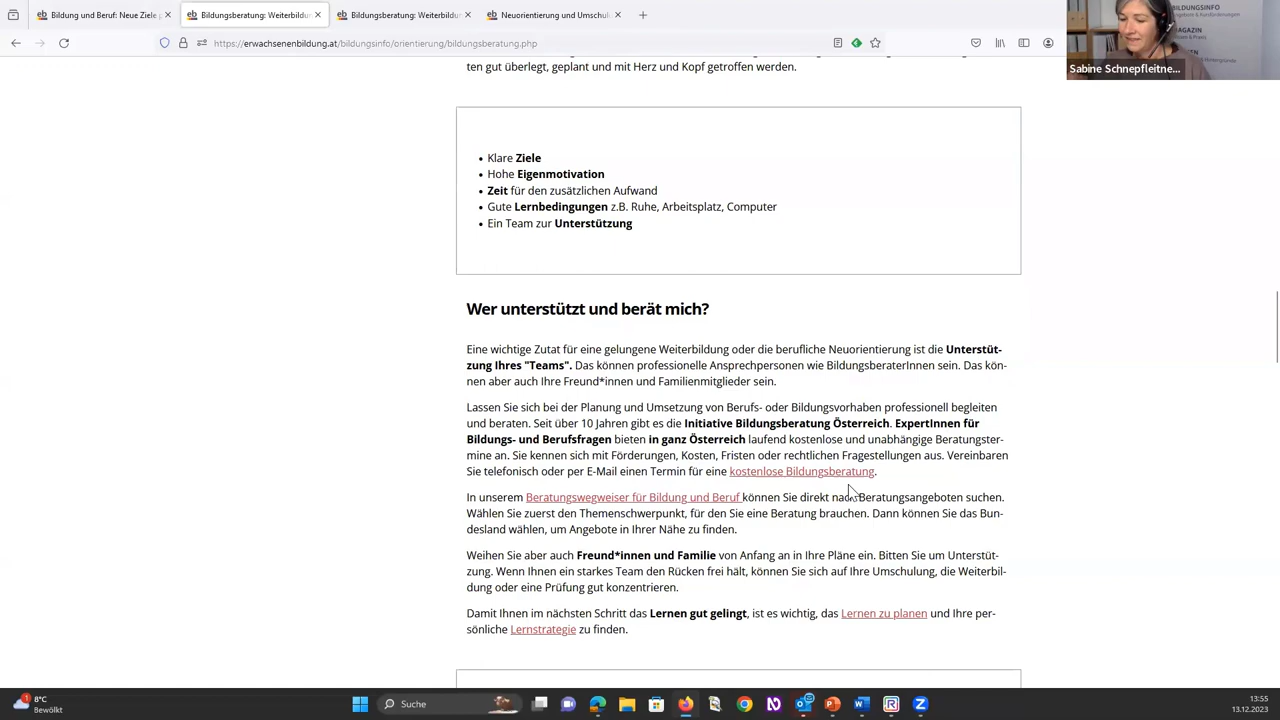 Bildung und Beruf: Neue Ziele p
Bildungsberatung: Weiterbildun
Bildungsberatung: Weiterbildun
Neuorientierung und Umschulu
https://erwachsenenbildung.at/bildungsinfo/orientierung/bildungsberatung.php
BILDUNGSINFO
MAGAZIN
Sabine Schnepfleitne...
ten gut überlegt, geplant und mit Herz und Kopf getroffen werden.
• Klare Ziele
• Hohe Eigenmotivation
• Zeit für den zusätzlichen Aufwand
• Gute Lernbedingungen z.B. Ruhe, Arbeitsplatz, Computer
• Ein Team zur Unterstützung
Wer unterstützt und berät mich?
Eine wichtige Zutat für eine gelungene Weiterbildung oder die berufliche Neuorientierung ist die Unterstüt-
zung Ihres "Teams". Das können professionelle Ansprechpersonen wie BildungsberaterInnen sein. Das kön-
nen aber auch Ihre Freund*innen und Familienmitglieder sein.
Lassen Sie sich bei der Planung und Umsetzung von Berufs- oder Bildungsvorhaben professionell begleiten
und beraten. Seit über 10 Jahren gibt es die Initiative Bildungsberatung Österreich. ExpertInnen für
Bildungs- und Berufsfragen bieten in ganz Österreich laufend kostenlose und unabhängige Beratungster-
mine an. Sie kennen sich mit Förderungen, Kosten, Fristen oder rechtlichen Fragestellungen aus. Vereinbaren
Sie telefonisch oder per E-Mail einen Termin für eine kostenlose Bildungsberatung.
In unserem Beratungswegweiser für Bildung und Beruf können Sie direkt nach Beratungsangeboten suchen.
Wählen Sie zuerst den Themenschwerpunkt, für den Sie eine Beratung brauchen. Dann können Sie das Bun-
desland wählen, um Angebote in Ihrer Nähe zu finden.
Weihen Sie aber auch Freund*innen und Familie von Anfang an in Ihre Pläne ein. Bitten Sie um Unterstüt-
zung. Wenn Ihnen ein starkes Team den Rücken frei hält, können Sie sich auf Ihre Umschulung, die Weiterbil-
dung oder eine Prüfung gut konzentrieren.
Damit Ihnen im nächsten Schritt das Lernen gut gelingt, ist es wichtig, das Lernen zu planen und Ihre per-
sönliche Lernstrategie zu finden.
1
8°C
Bewölkt
Suche
13:55
13.12.2023